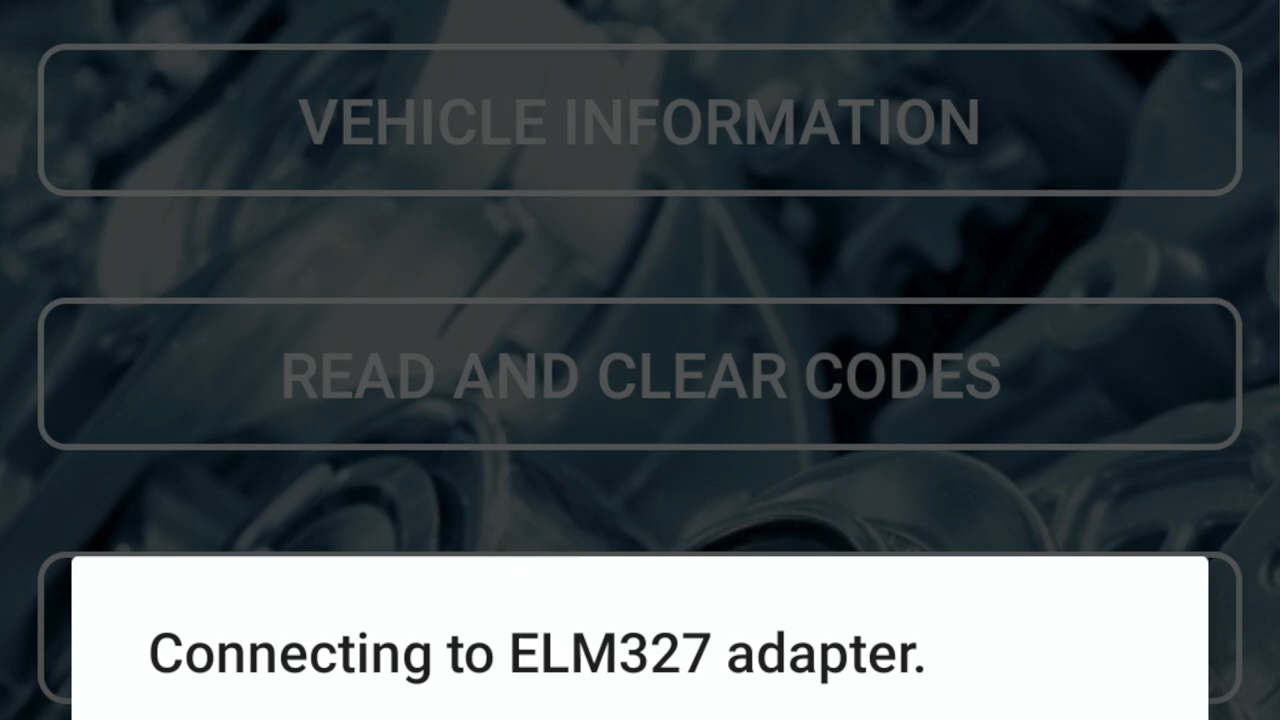 VEHICLE INFORMATION
READ AND CLEAR CODES
Connecting to ELM327 adapter.